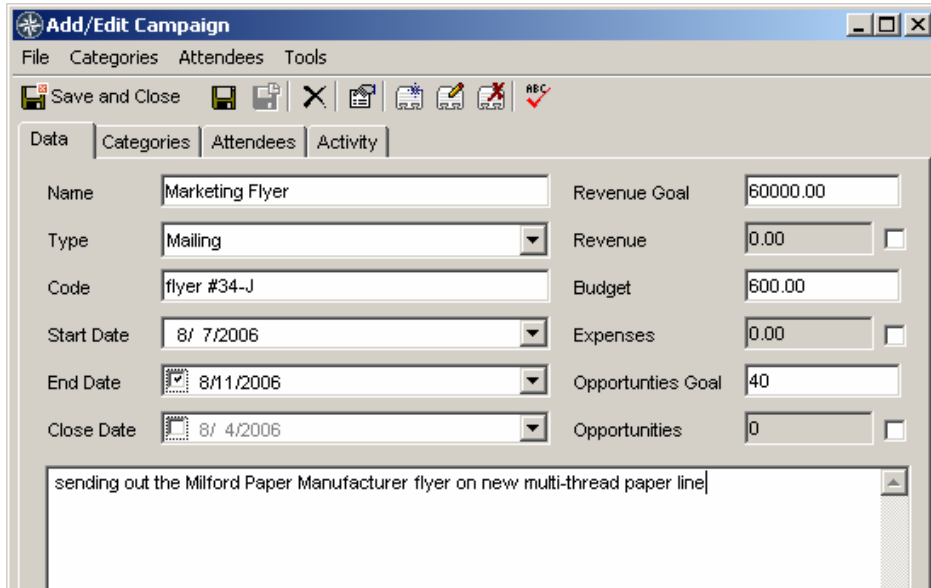 Add/Edit Campaign
File Categories Attendees Tools
Save and Close ABC
Data Categories Attendees Activity
Name Marketing Flyer Revenue Goal 60000.00
Type Mailing Revenue 0.00
Code flyer #34-J Budget 600.00
Start Date 8/ 7/2006 Expenses 0.00
End Date 8/11/2006 Opportunties Goal 40
Close Date 8/ 4/2006 Opportunities 0
sending out the Milford Paper Manufacturer flyer on new multi-thread paper line